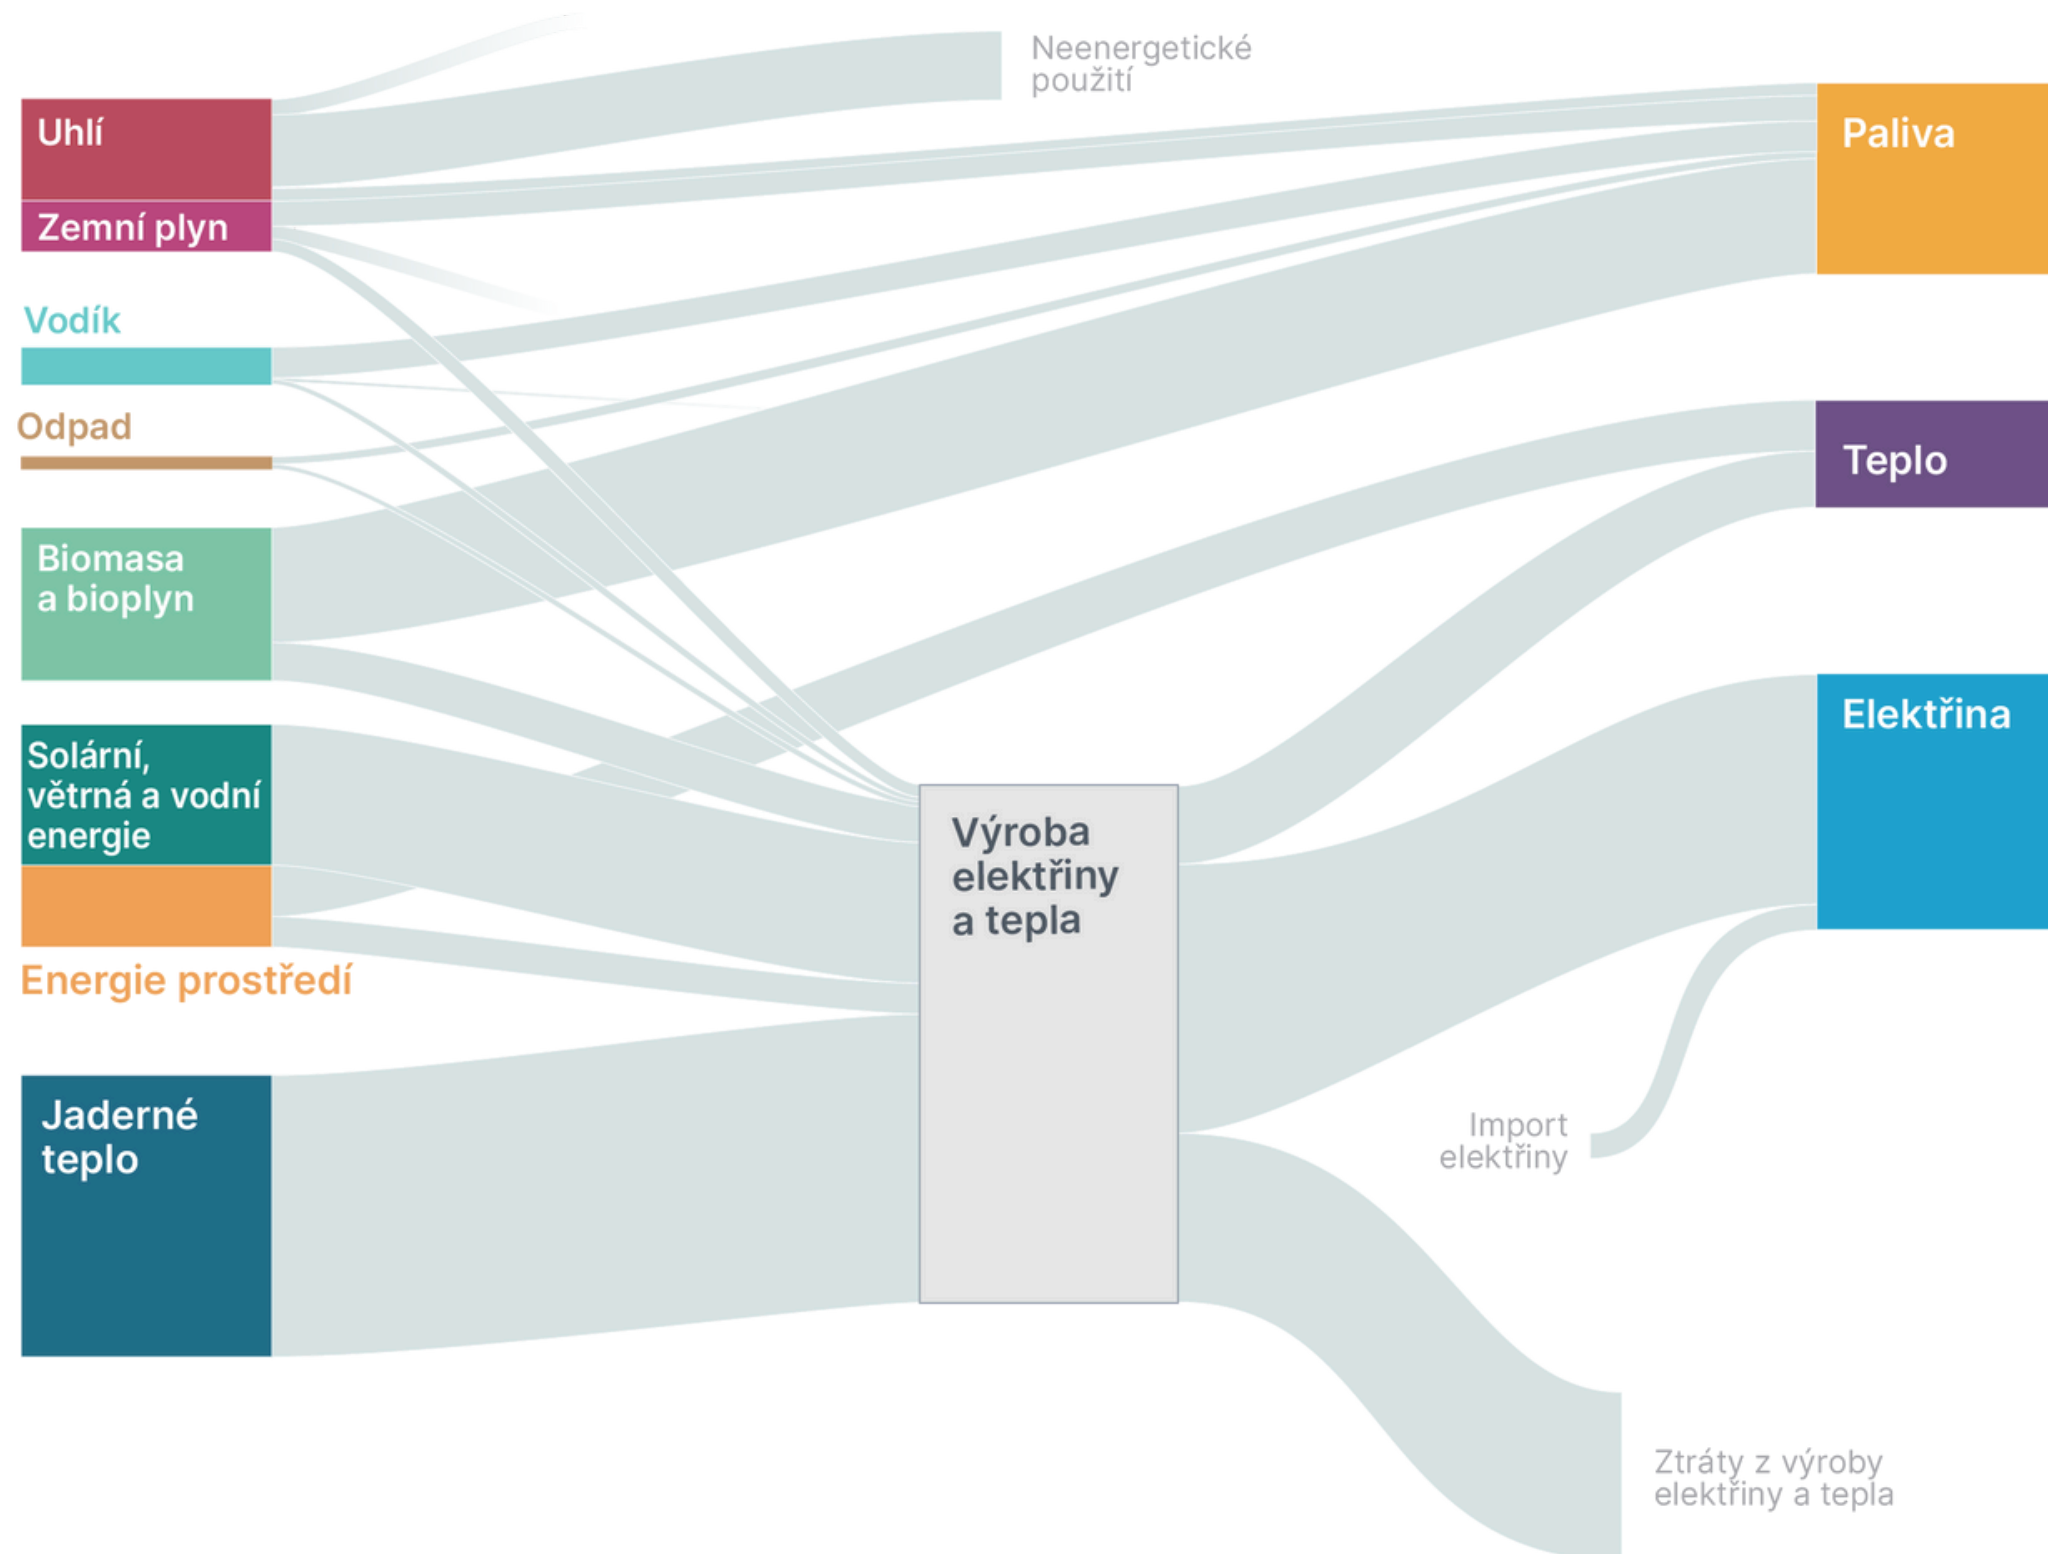 Uhlí
Zemní plyn
Vodík
Odpad
Biomasa
a bioplyn
Solární,
větrná a vodní
energie
Energie prostředí
Jaderné
teplo
Neenergetické
použití
Výroba
elektřiny
a tepla
Paliva
Teplo
Elektřina
Import
elektřiny
Ztráty z výroby
elektřiny a tepla